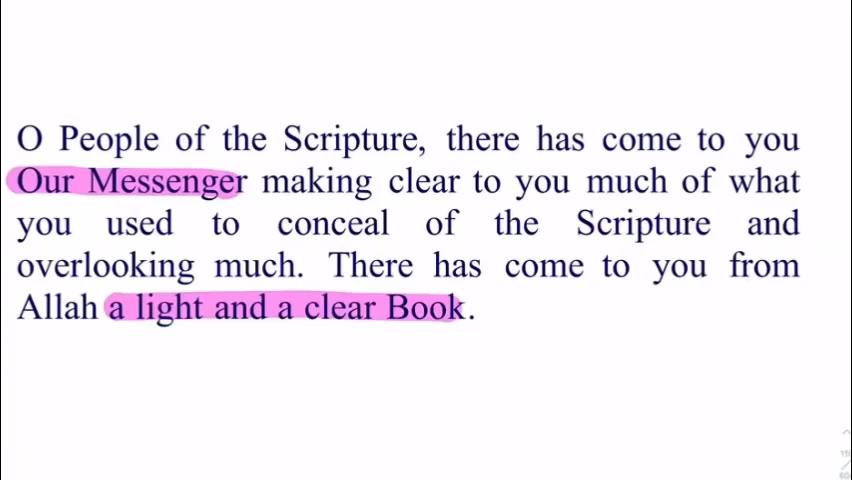 O People of the Scripture, there has come to you
Our Messenger making clear to you much of what
you used to conceal of the Scripture and
overlooking much. There has come to you from
Allah a light and a clear Book.